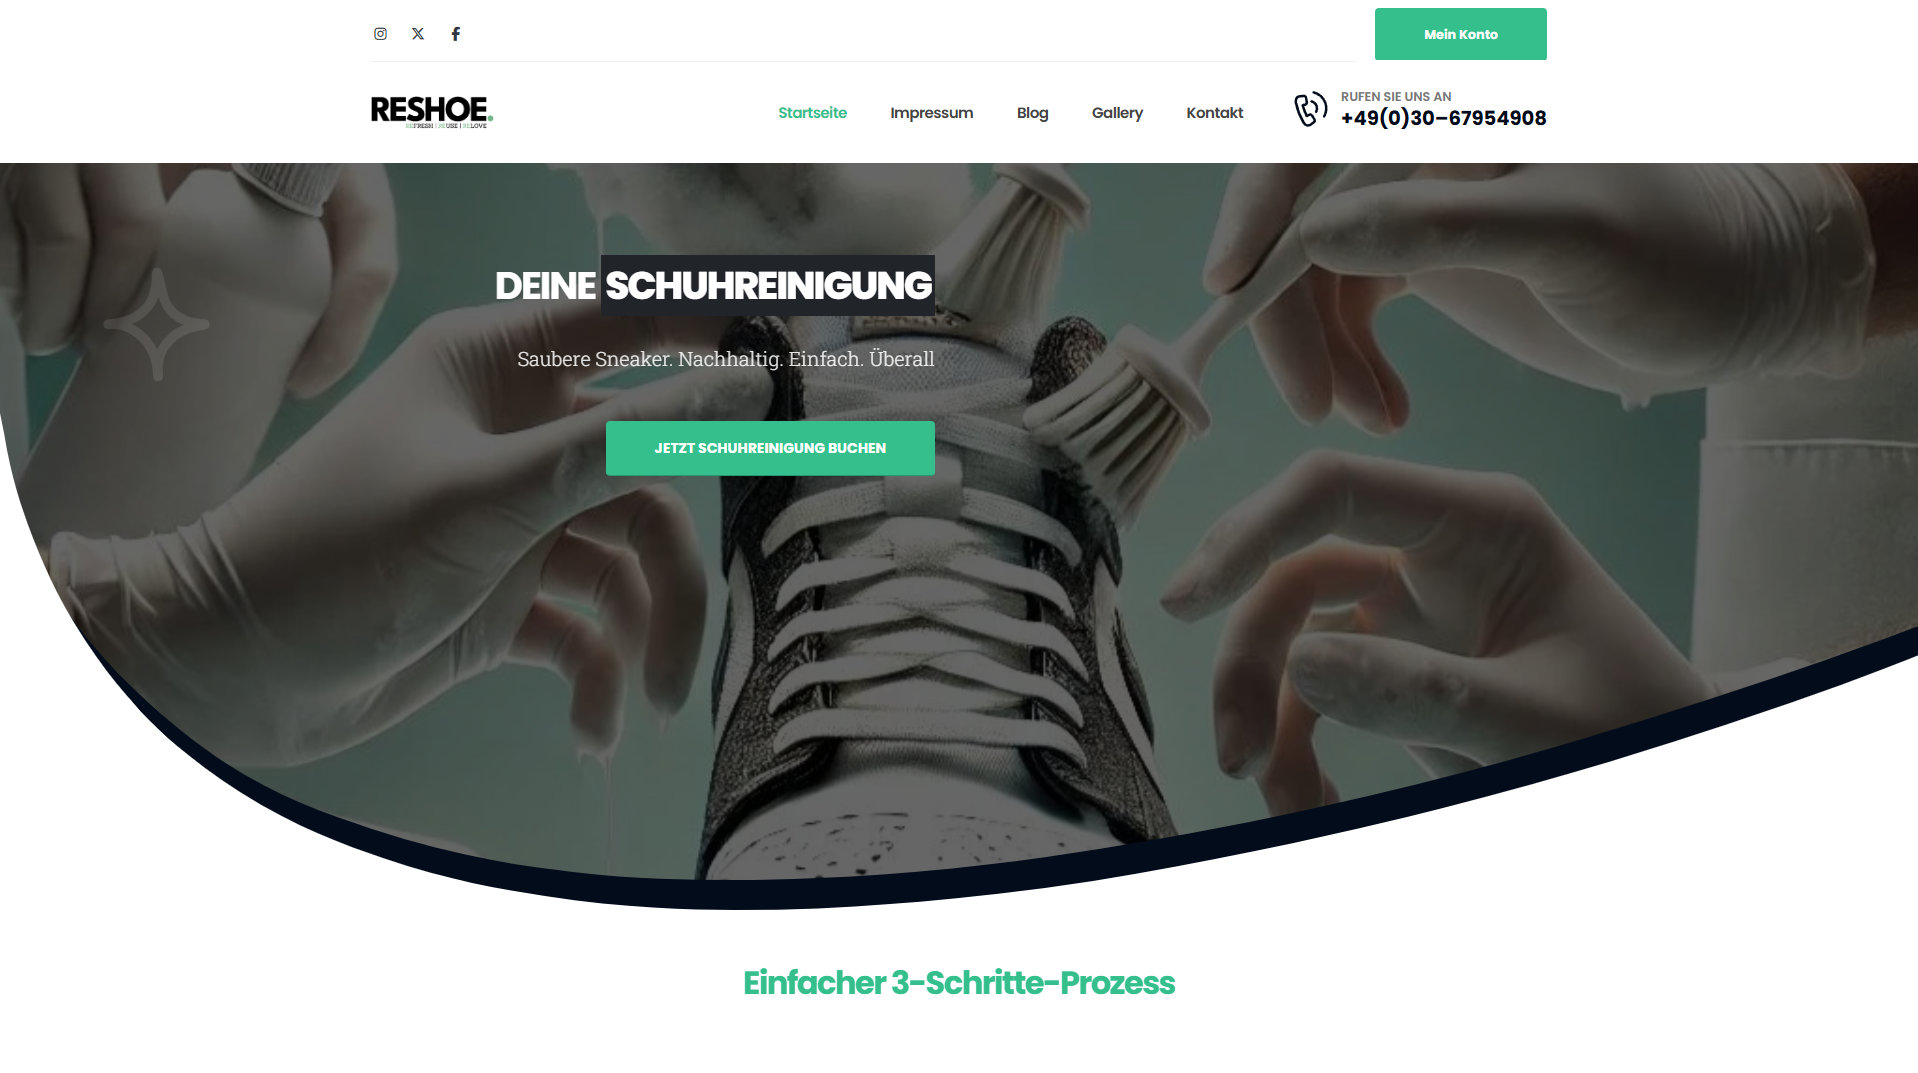 Mein Konto
RESHOE.
REFRESH | REUSE | RELOVE
Startseite
Impressum
Blog
Gallery
Kontakt
RUFEN SIE UNS AN
+49(0)30–67954908
DEINE SCHUHREINIGUNG
Saubere Sneaker. Nachhaltig. Einfach. Überall
JETZT SCHUHREINIGUNG BUCHEN
Einfacher 3-Schritte-Prozess